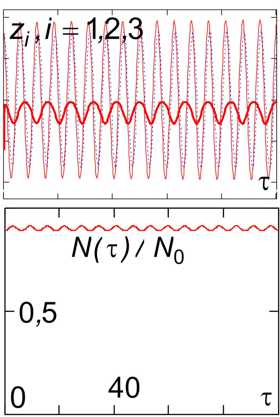 z_i, i = 1,2,3
τ
N(τ) / N_0
0,5
0
40
τ